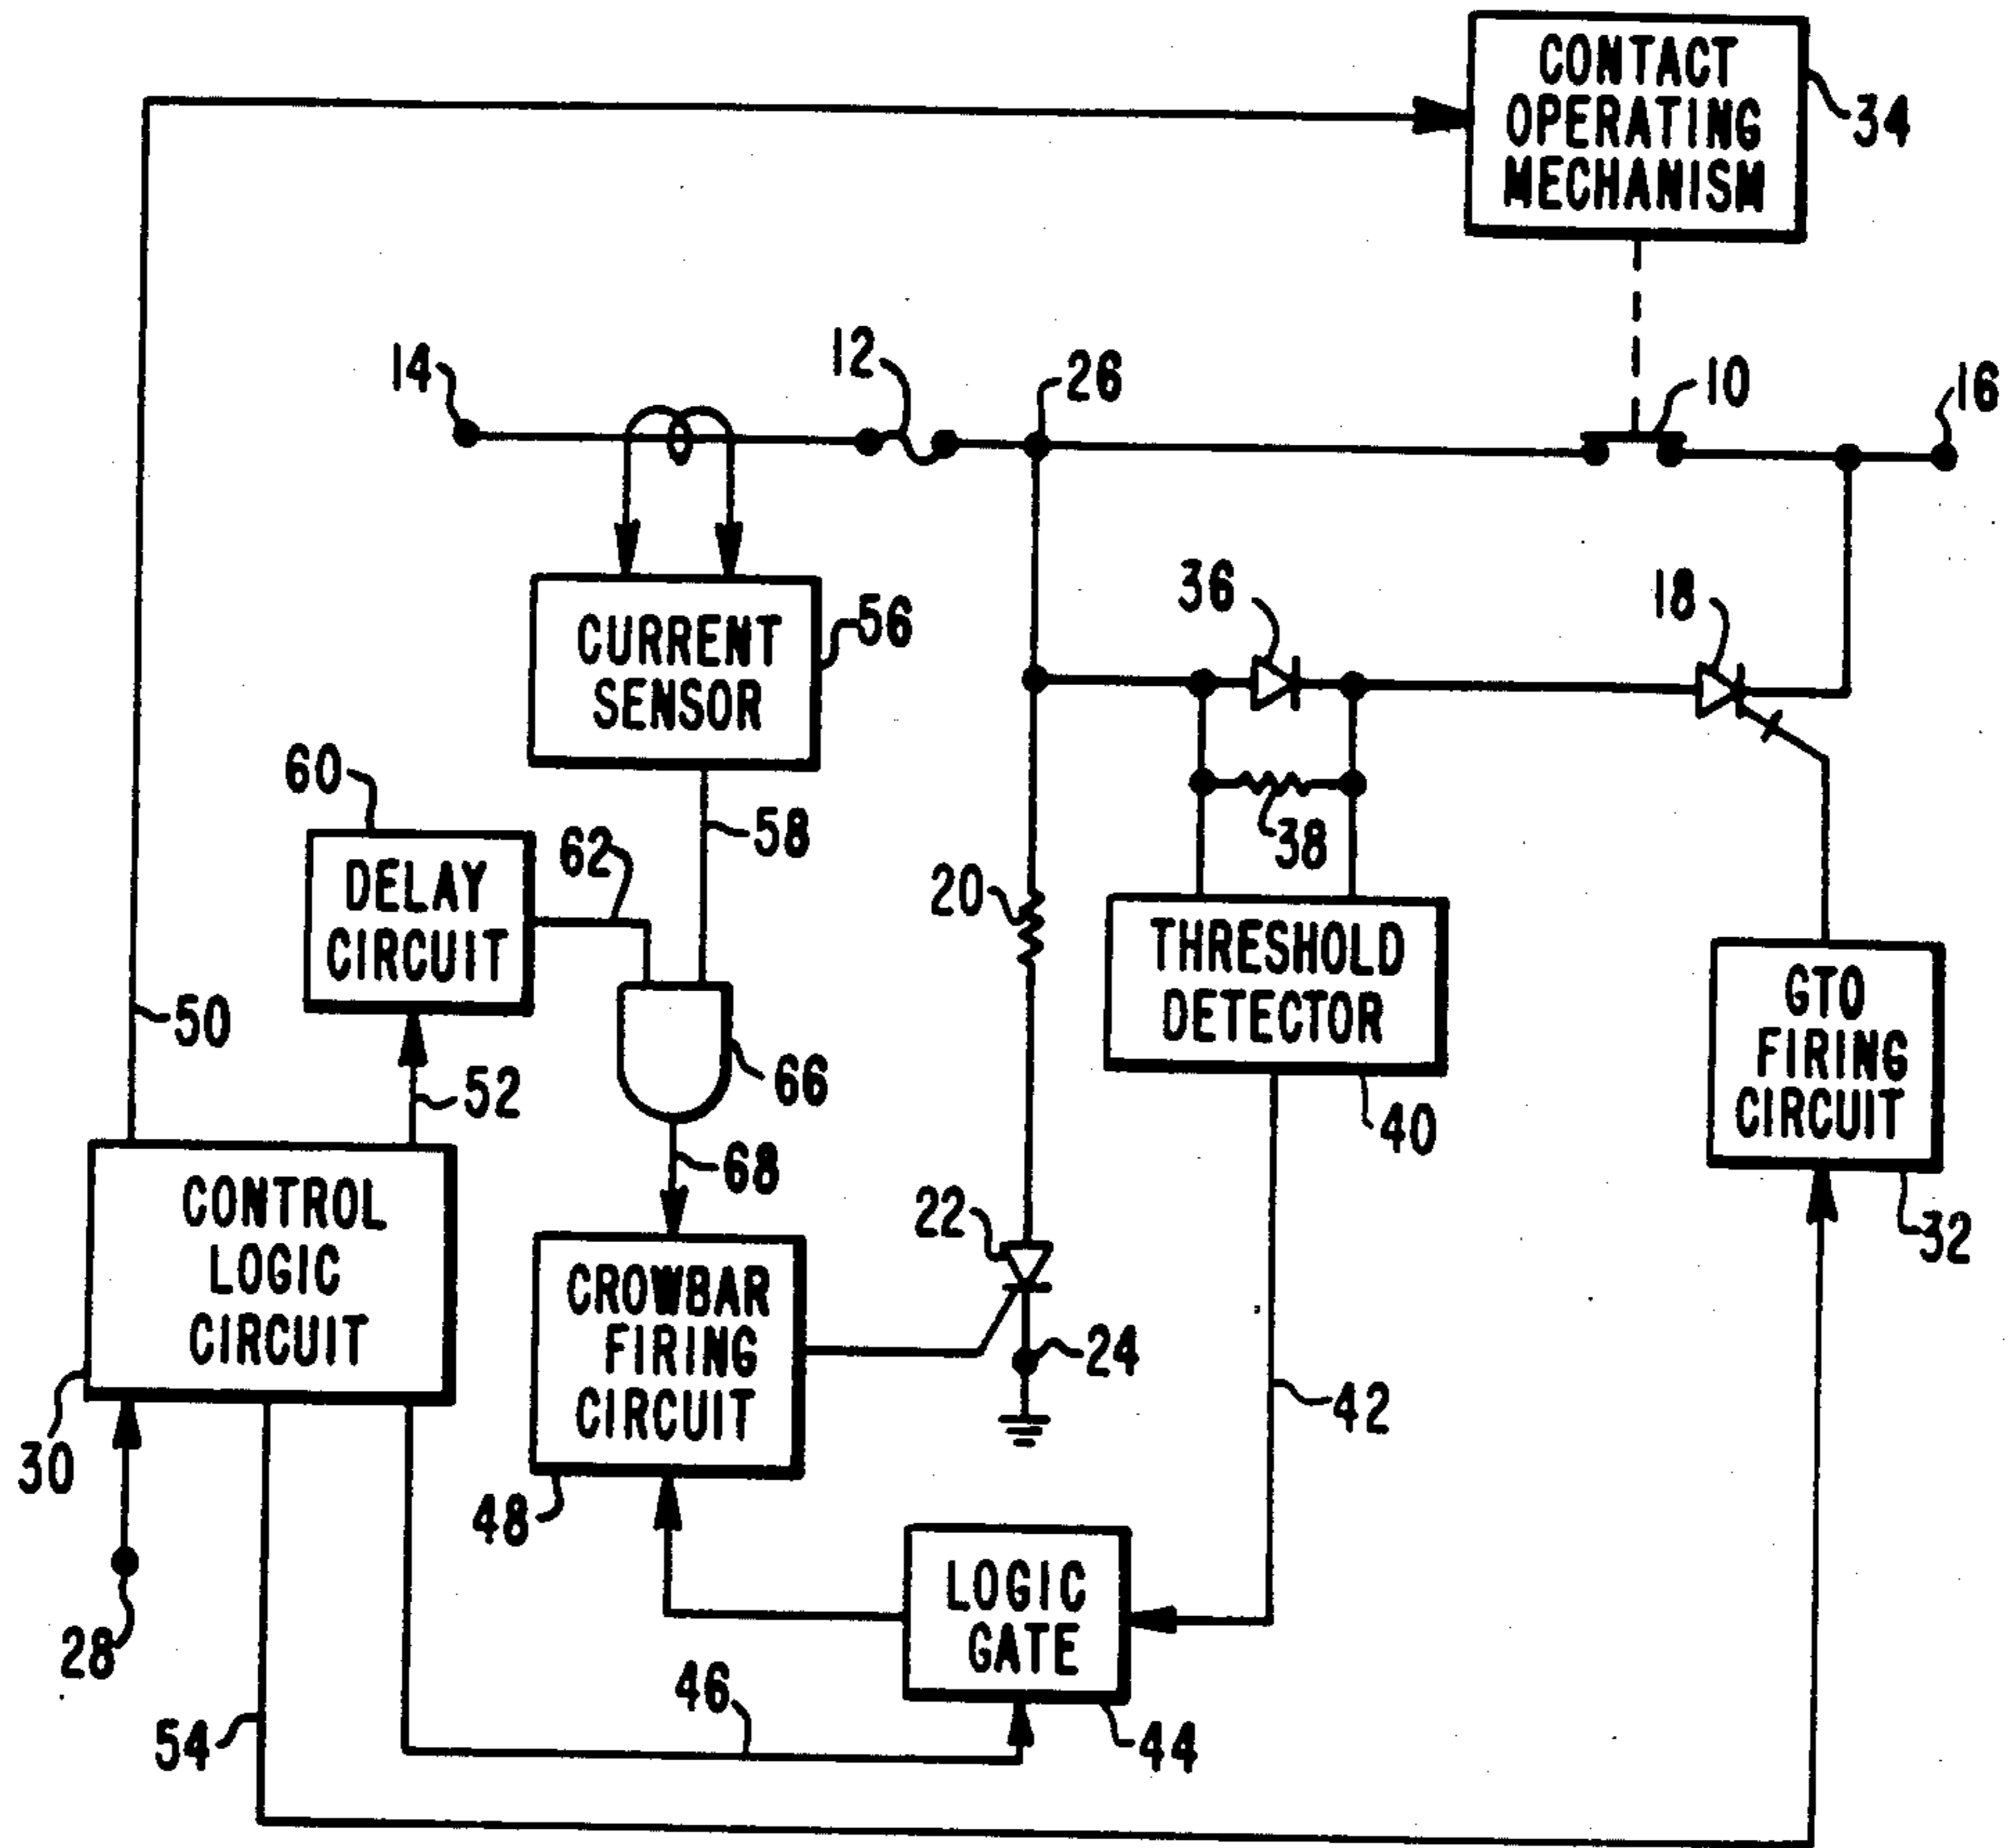 CONTACT
OPERATING
MECHANISM
34
14
12
26
10
16
CURRENT
SENSOR
56
36
18
60
62
58
38
DELAY
CIRCUIT
20
THRESHOLD
DETECTOR
40
GTO
FIRING
CIRCUIT
32
50
52
66
68
CONTROL
LOGIC
CIRCUIT
30
22
24
CROWBAR
FIRING
CIRCUIT
48
42
28
LOGIC
GATE
44
46
54